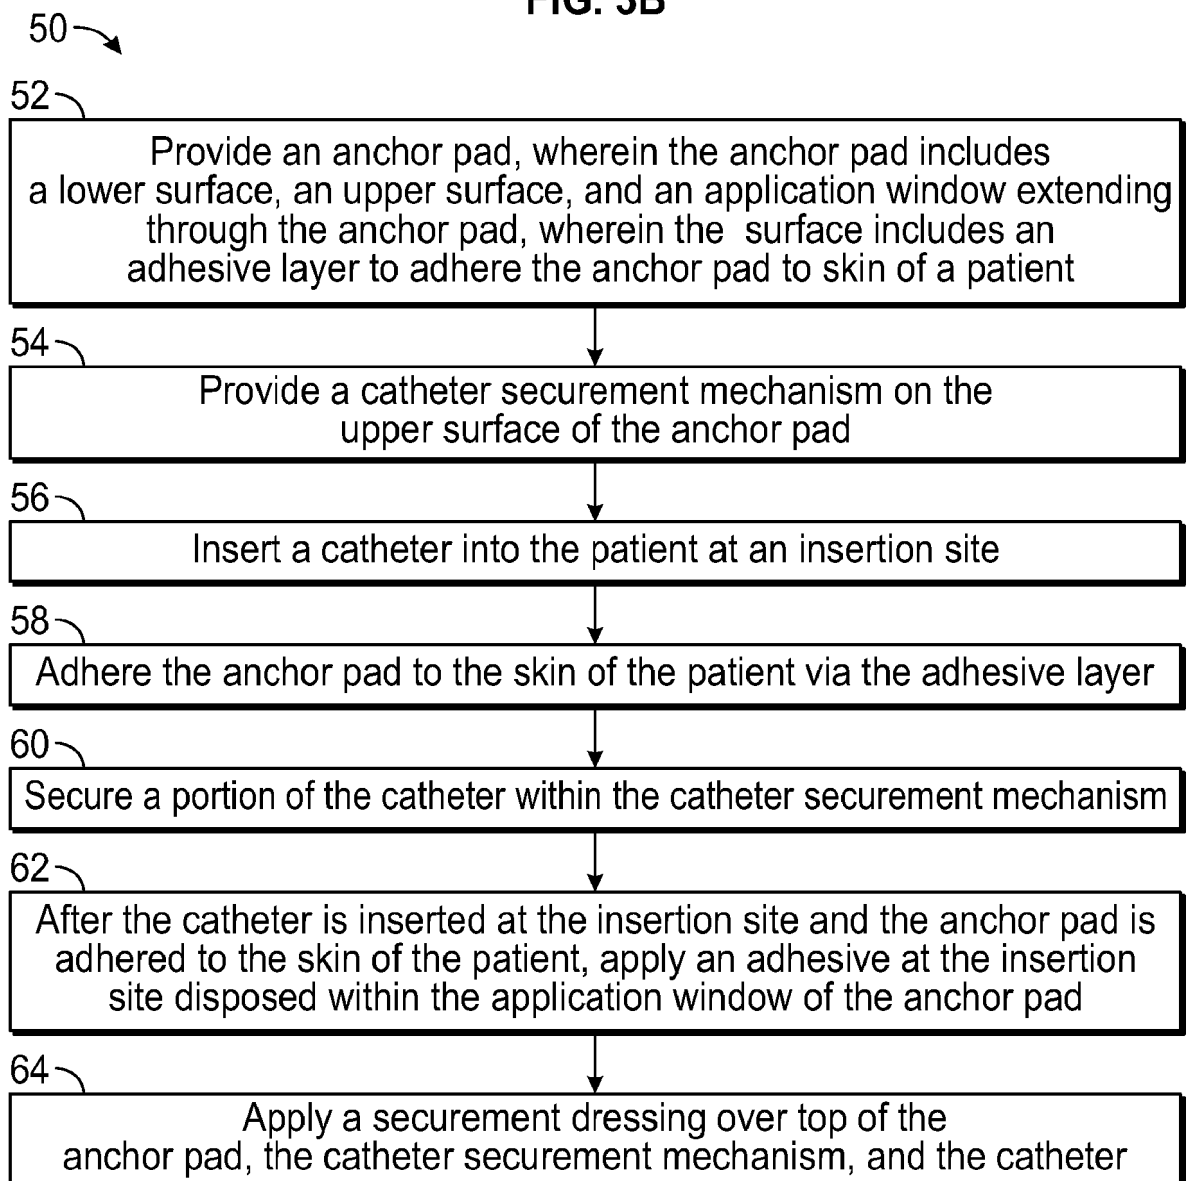 FIG. 3B
50
52
Provide an anchor pad, wherein the anchor pad includes
a lower surface, an upper surface, and an application window extending
through the anchor pad, wherein the surface includes an
adhesive layer to adhere the anchor pad to skin of a patient
54
Provide a catheter securement mechanism on the
upper surface of the anchor pad
56
Insert a catheter into the patient at an insertion site
58
Adhere the anchor pad to the skin of the patient via the adhesive layer
60
Secure a portion of the catheter within the catheter securement mechanism
62
After the catheter is inserted at the insertion site and the anchor pad is
adhered to the skin of the patient, apply an adhesive at the insertion
site disposed within the application window of the anchor pad
64
Apply a securement dressing over top of the
anchor pad, the catheter securement mechanism, and the catheter